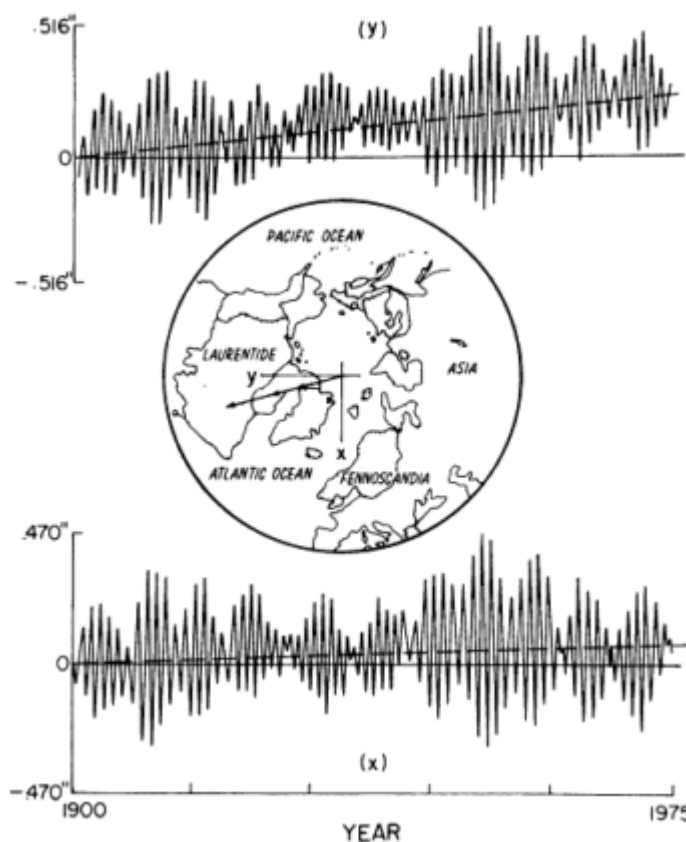 .516"
(y)
0
PACIFIC OCEAN
-.516"
LAURENTIDE
ASIA
y
x
ATLANTIC OCEAN
FENNOSCANDIA
.470"
0
(x)
-.470"
1900
1975
YEAR